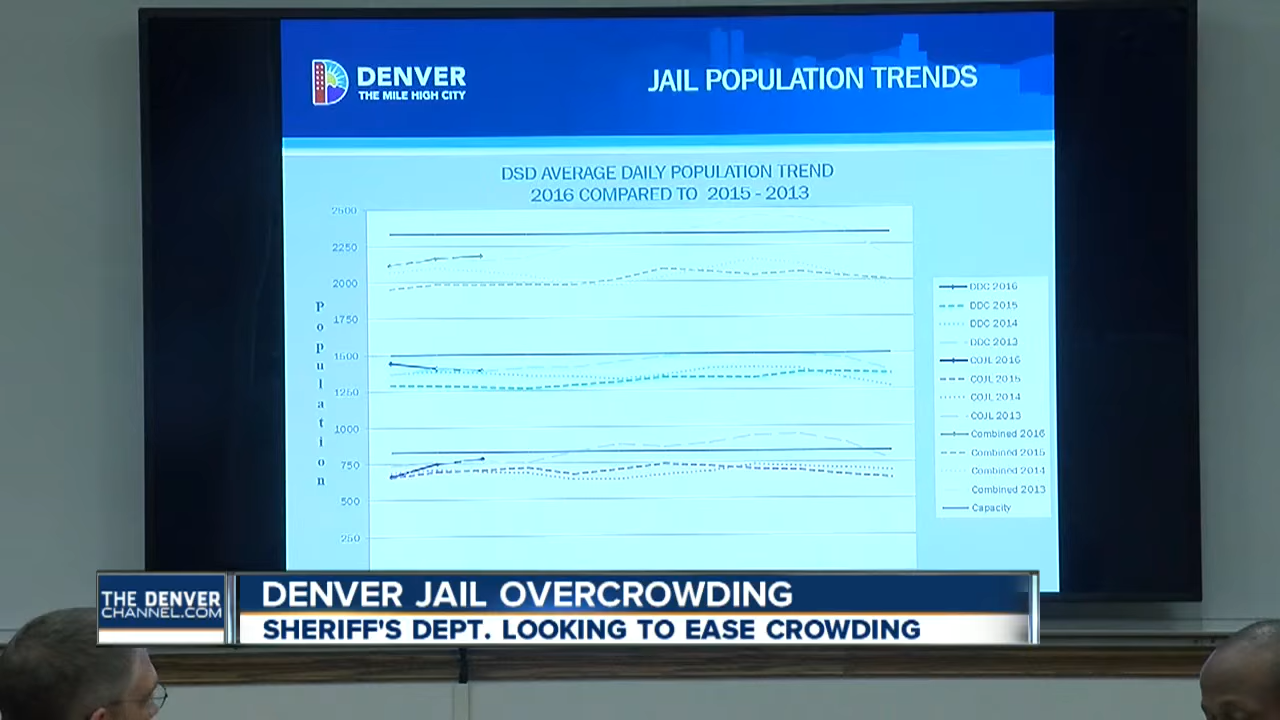 DENVER
THE MILE HIGH CITY
JAIL POPULATION TRENDS
DSD AVERAGE DAILY POPULATION TREND
2016 COMPARED TO 2015 - 2013
2500
2250
2000
1750
1500
1250
1000
750
500
250
Population
DDC 2016
DDC 2015
DDC 2014
DDC 2013
COJL 2016
COJL 2015
COJL 2014
COJL 2013
Combined 2016
Combined 2015
Combined 2014
Combined 2013
Capacity
THE DENVER
CHANNEL.COM
DENVER JAIL OVERCROWDING
SHERIFF'S DEPT. LOOKING TO EASE CROWDING